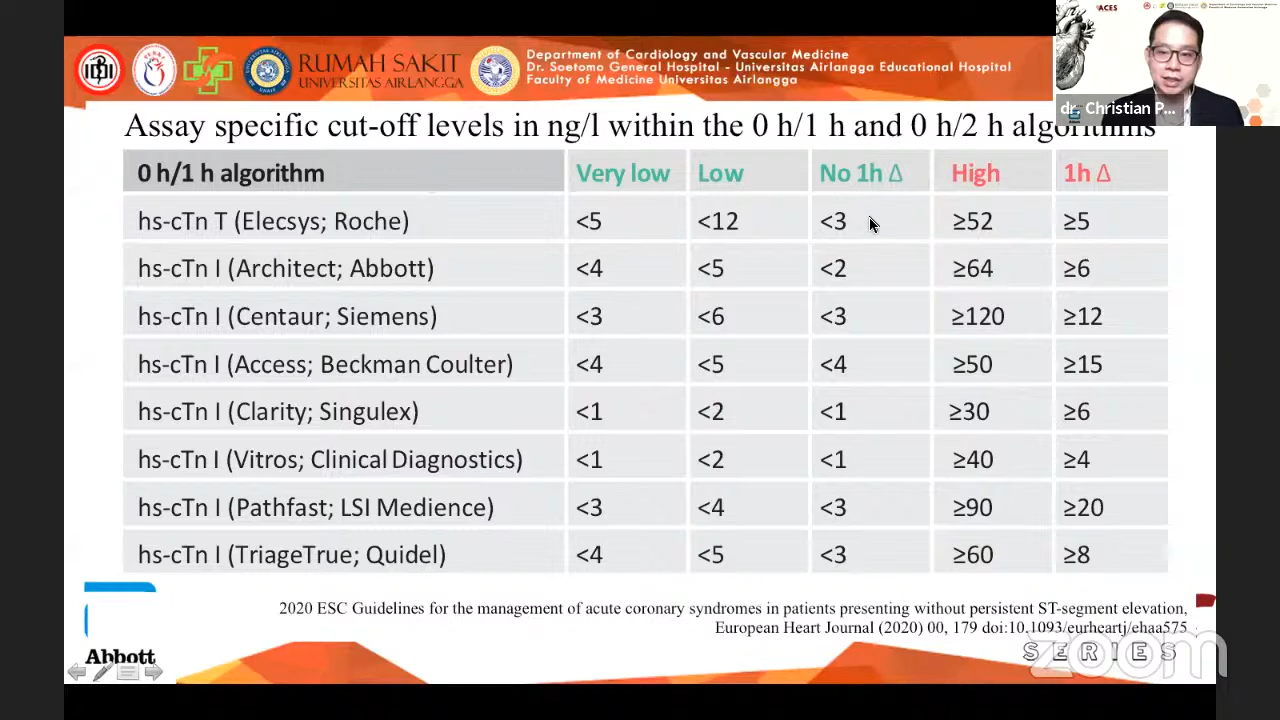 ACES
RUMAH SAKIT
UNIVERSITAS AIRLANGGA
Department of Cardiology and Vascular Medicine
Dr. Soetomo General Hospital - Universitas Airlangga Educational Hospital
Faculty of Medicine Universitas Airlangga
dr. Christian P...
Assay specific cut-off levels in ng/l within the 0 h/1 h and 0 h/2 h algorithms
0 h/1 h algorithm Very low Low No 1h Δ High 1h Δ
hs-cTn T (Elecsys; Roche) <5 <12 <3 ≥52 ≥5
hs-cTn I (Architect; Abbott) <4 <5 <2 ≥64 ≥6
hs-cTn I (Centaur; Siemens) <3 <6 <3 ≥120 ≥12
hs-cTn I (Access; Beckman Coulter) <4 <5 <4 ≥50 ≥15
hs-cTn I (Clarity; Singulex) <1 <2 <1 ≥30 ≥6
hs-cTn I (Vitros; Clinical Diagnostics) <1 <2 <1 ≥40 ≥4
hs-cTn I (Pathfast; LSI Medience) <3 <4 <3 ≥90 ≥20
hs-cTn I (TriageTrue; Quidel) <4 <5 <3 ≥60 ≥8
2020 ESC Guidelines for the management of acute coronary syndromes in patients presenting without persistent ST-segment elevation,
European Heart Journal (2020) 00, 179 doi:10.1093/eurheartj/ehaa575
Abbott
SERIES
zoom